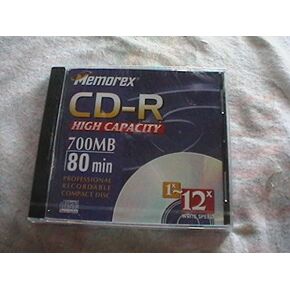 Memorex
CD-R
HIGH CAPACITY
700MB
80 min
PROFESSIONAL
RECORDABLE
COMPACT DISC
1x~12x
WRITE SPEED